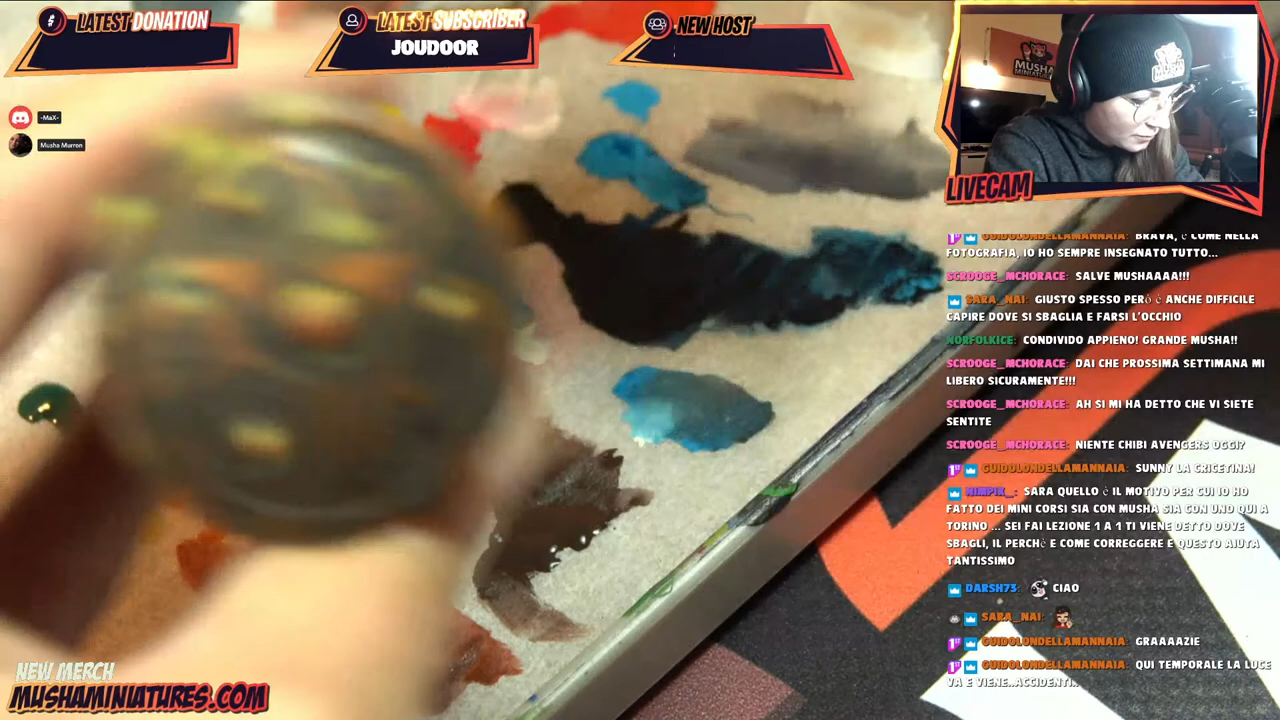 LATEST DONATION
LATEST SUBSCRIBER
JOUDOOR
NEW HOST
-MaX-
Musha Murron
MUSHA
MINIATURE
MUSHA
LIVECAM
GUIDOLONDELLAMANNAIA: BRAVA, è COME NELLA
FOTOGRAFIA, IO HO SEMPRE INSEGNATO TUTTO...
SCROOGE_MCHORACE: SALVE MUSHAAAA!!!
SARA_NAI: GIUSTO SPESSO PERò è ANCHE DIFFICILE
CAPIRE DOVE SI SBAGLIA E FARSI L'OCCHIO
NORFOLKICE: CONDIVIDO APPIENO! GRANDE MUSHA!!
SCROOGE_MCHORACE: DAI CHE PROSSIMA SETTIMANA MI
LIBERO SICURAMENTE!!!
SCROOGE_MCHORACE: AH SI MI HA DETTO CHE VI SIETE
SENTITE
SCROOGE_MCHORACE: NIENTE CHIBI AVENGERS OGGI?
GUIDOLONDELLAMANNAIA: SUNNY LA CRICETINA!
NIMPIX_: SARA QUELLO è IL MOTIVO PER CUI IO HO
FATTO DEI MINI CORSI SIA CON MUSHA SIA CON UNO QUI A
TORINO ... SEI FAI LEZIONE 1 A 1 TI VIENE DETTO DOVE
SBAGLI, IL PERCHè E COME CORREGGERE E QUESTO AIUTA
TANTISSIMO
DARSH73: CIAO
SARA_NAI:
GUIDOLONDELLAMANNAIA: GRAAAAZIE
GUIDOLONDELLAMANNAIA: QUI TEMPORALE LA LUCE
VA E VIENE..ACCIDENTI..
NEW MERCH
MUSHAMINIATURES.COM